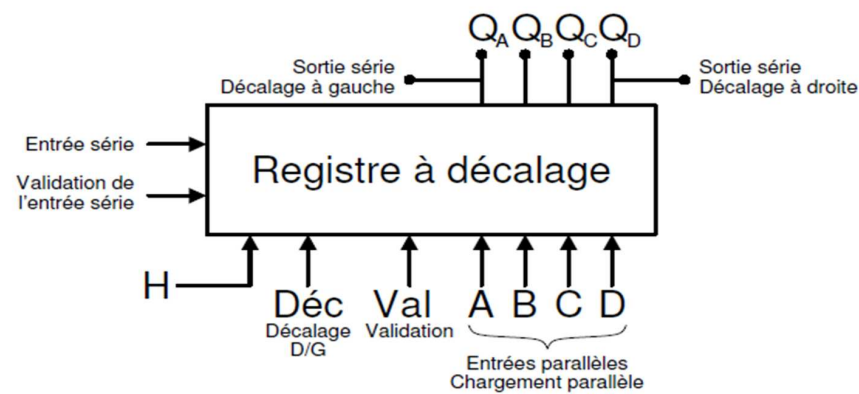 QA QB QC QD
Sortie série
Décalage à gauche
Sortie série
Décalage à droite
Entrée série
Validation de
l'entrée série
Registre à décalage
H
Déc
Décalage
D/G
Val
Validation
A B C D
Entrées parallèles
Chargement parallèle